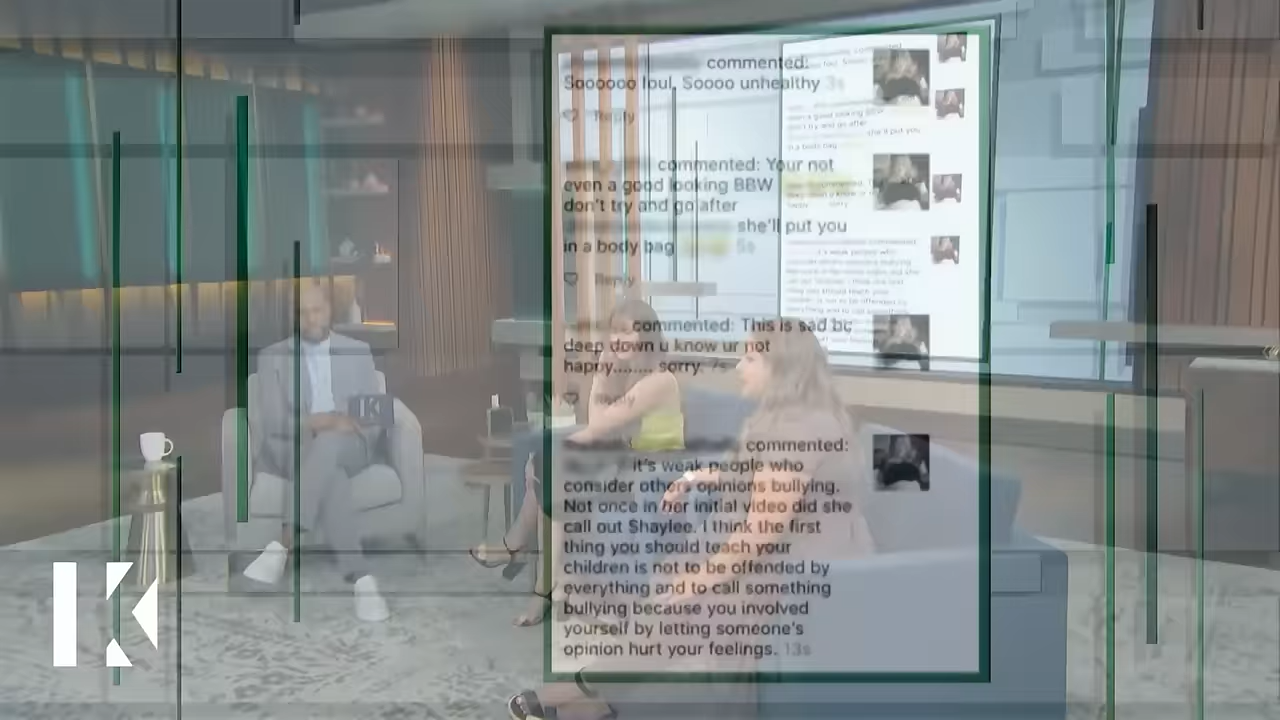 commented:
Soooooo foul, Soooo unhealthy 3s
Reply
commented: Your not
even a good looking BBW
don't try and go after
she'll put you
in a body bag 5s
Reply
commented: This is sad bc
deep down u know ur not
happy........ sorry. 7s
Reply
commented:
it's weak people who
consider others opinions bullying.
Not once in her initial video did she
call out Shaylee. I think the first
thing you should teach your
children is not to be offended by
everything and to call something
bullying because you involved
yourself by letting someone's
opinion hurt your feelings. 13s
K
K